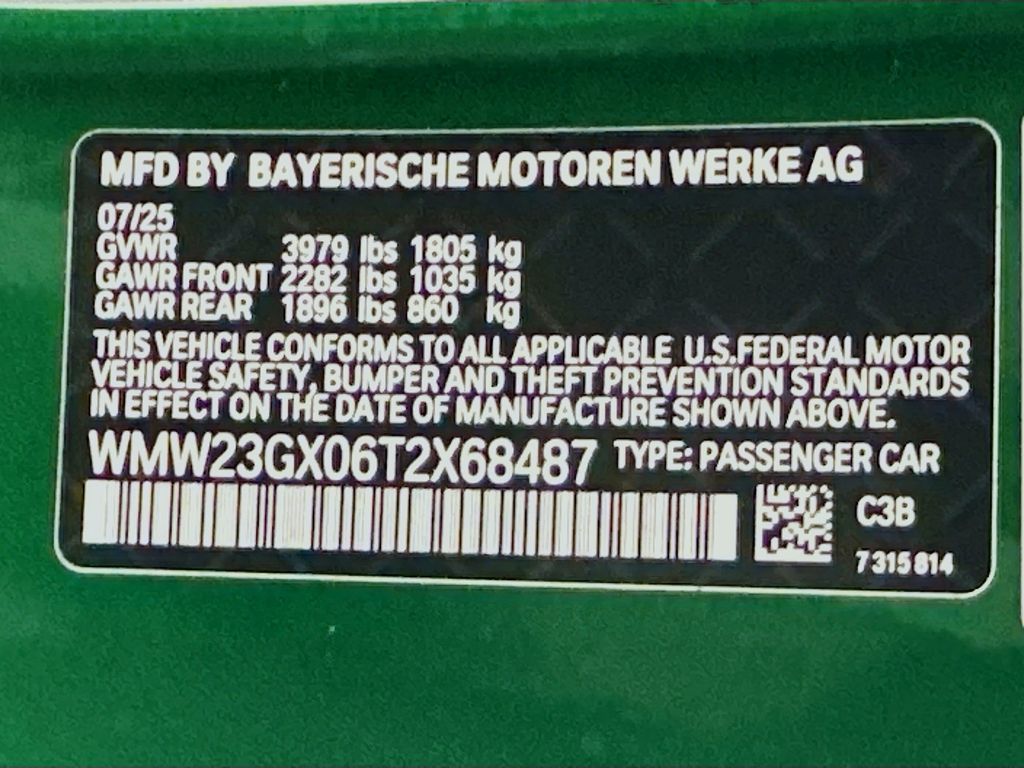 MFD BY BAYERISCHE MOTOREN WERKE AG
07/25
GVWR 3979 lbs 1805 kg
GAWR FRONT 2282 lbs 1035 kg
GAWR REAR 1896 lbs 860 kg
THIS VEHICLE CONFORMS TO ALL APPLICABLE U.S.FEDERAL MOTOR
VEHICLE SAFETY, BUMPER AND THEFT PREVENTION STANDARDS
IN EFFECT ON THE DATE OF MANUFACTURE SHOWN ABOVE.
WMW23GX06T2X68487 TYPE: PASSENGER CAR
C3B
7 315 814